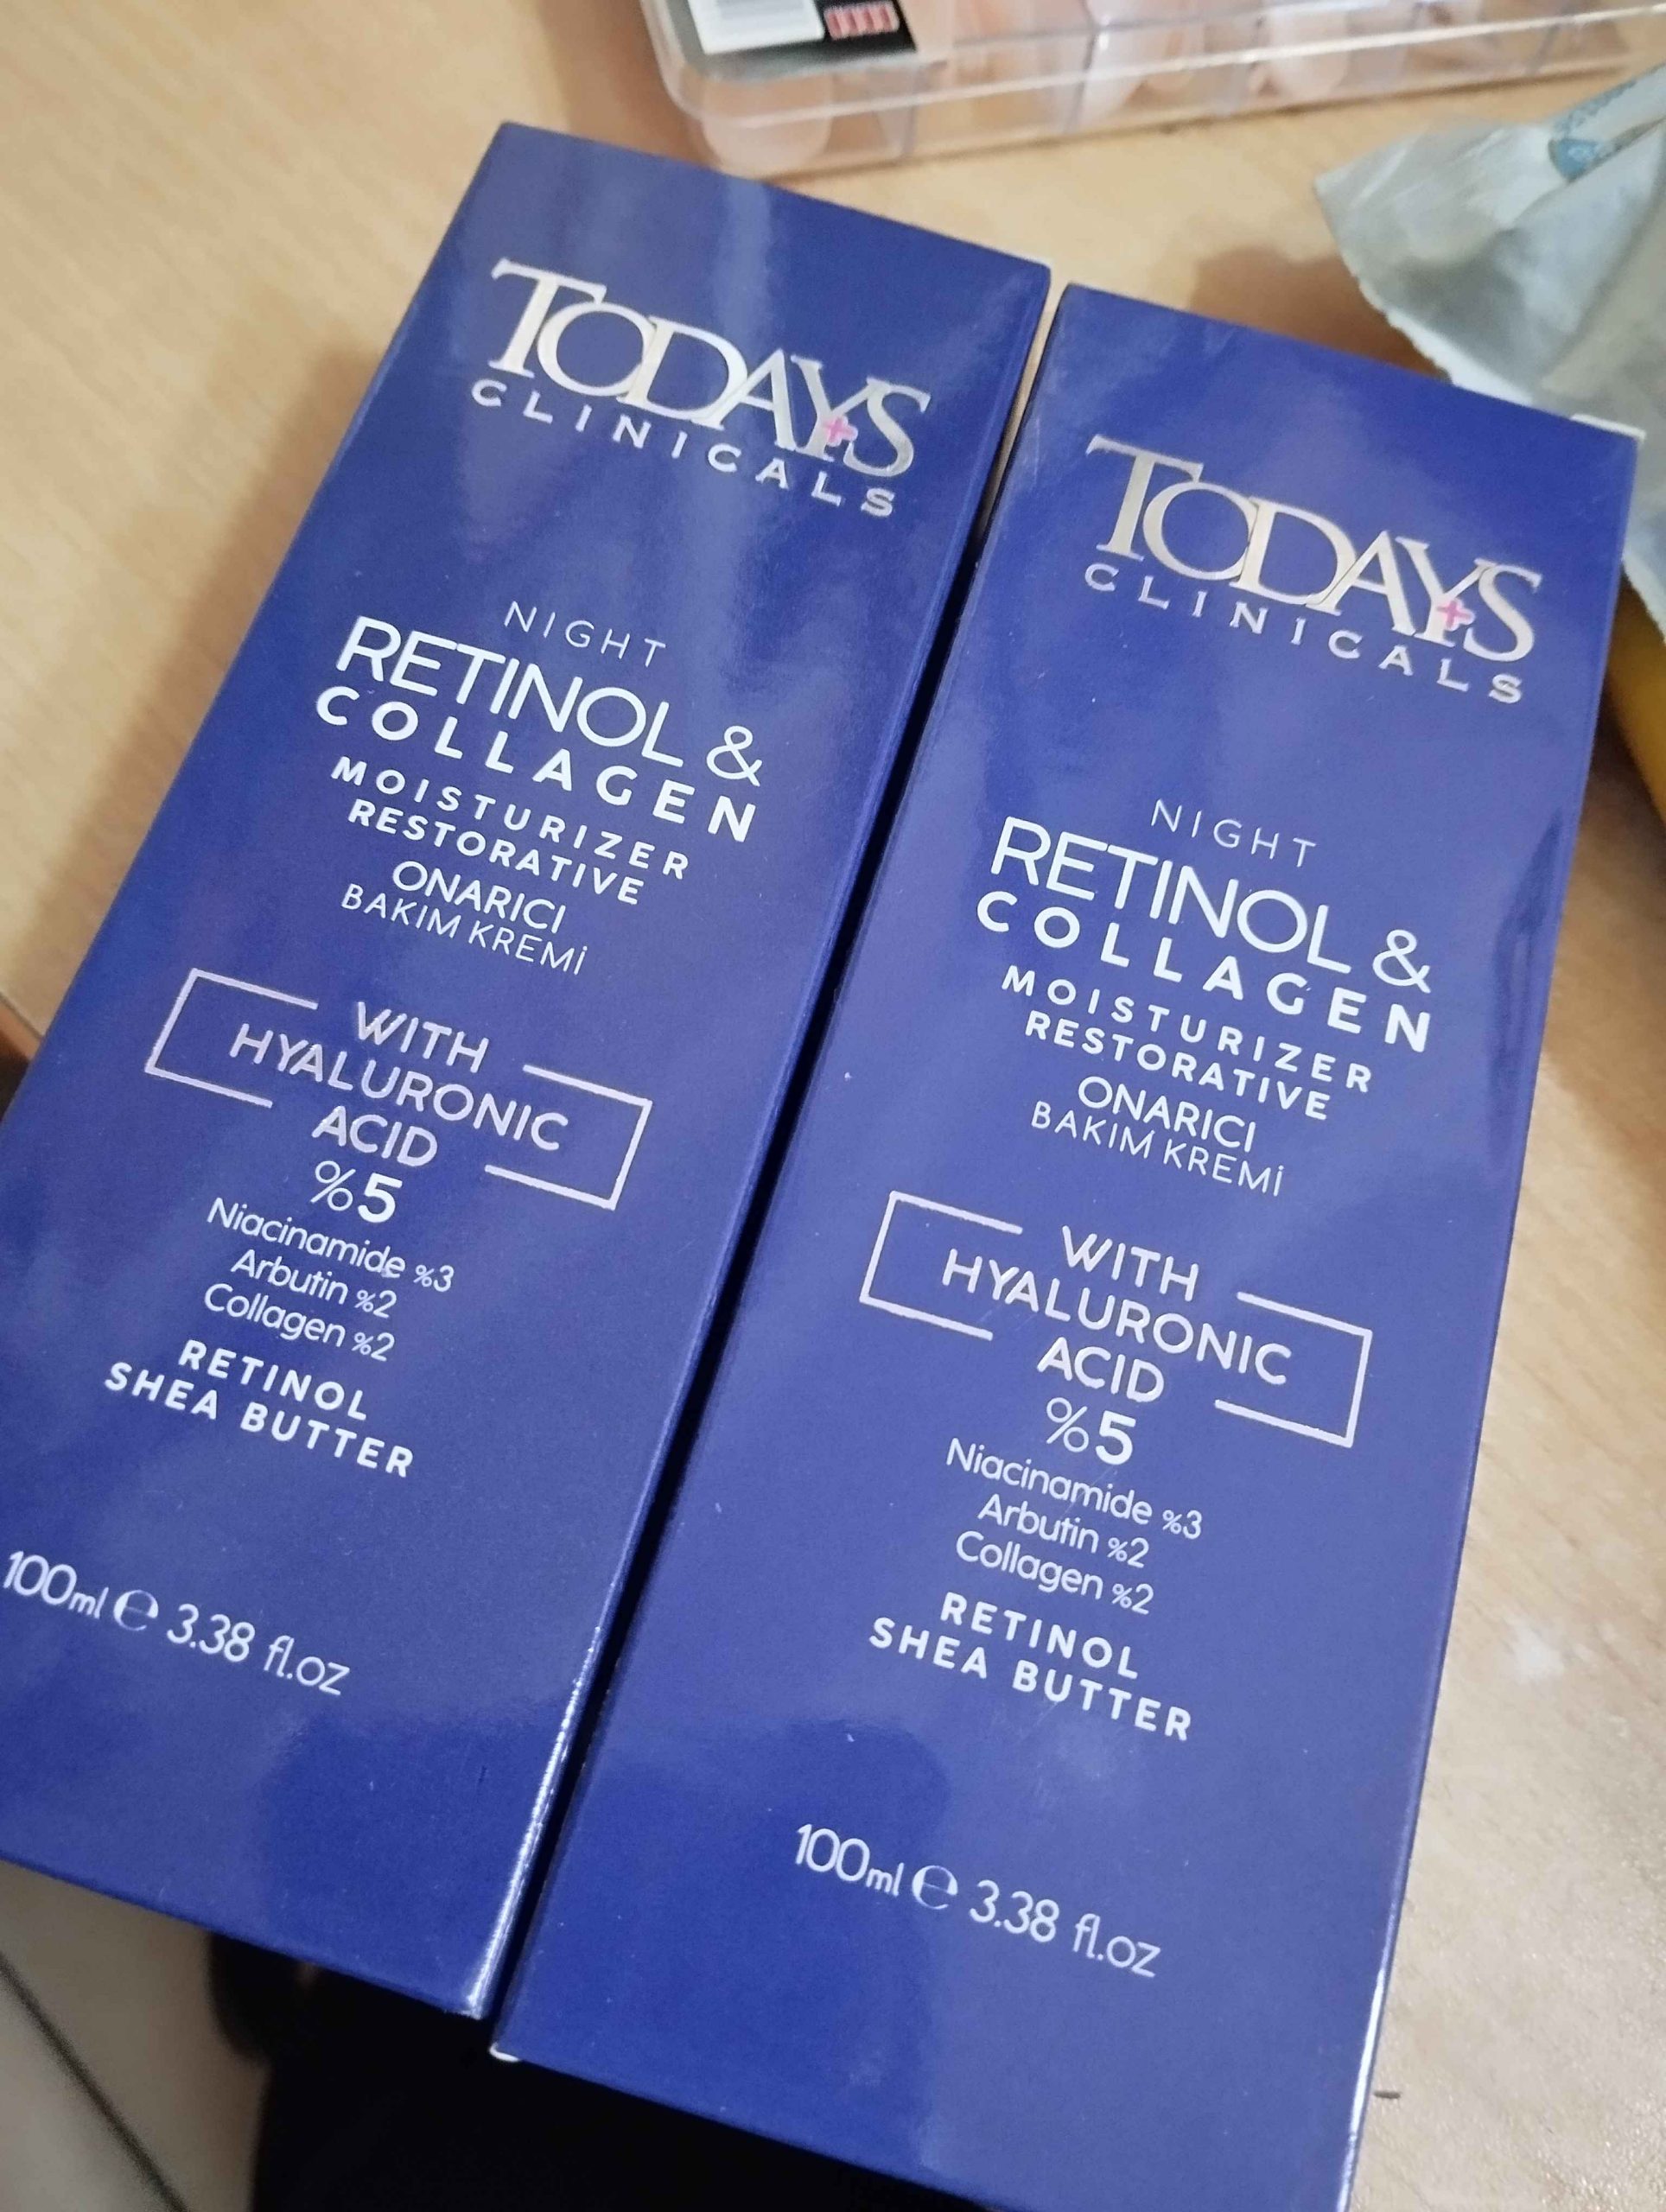 TODAYS
CLINICALS
NIGHT
RETINOL &
COLLAGEN
MOISTURIZER
RESTORATIVE
ONARICI
BAKIM KREMİ
WITH
HYALURONIC
ACID
%5
Niacinamide %3
Arbutin %2
Collagen %2
RETINOL
SHEA BUTTER
100ml ℮ 3.38 fl.oz
TODAYS
CLINICALS
NIGHT
RETINOL &
COLLAGEN
MOISTURIZER
RESTORATIVE
ONARICI
BAKIM KREMİ
WITH
HYALURONIC
ACID
%5
Niacinamide %3
Arbutin %2
Collagen %2
RETINOL
SHEA BUTTER
100ml ℮ 3.38 fl.oz